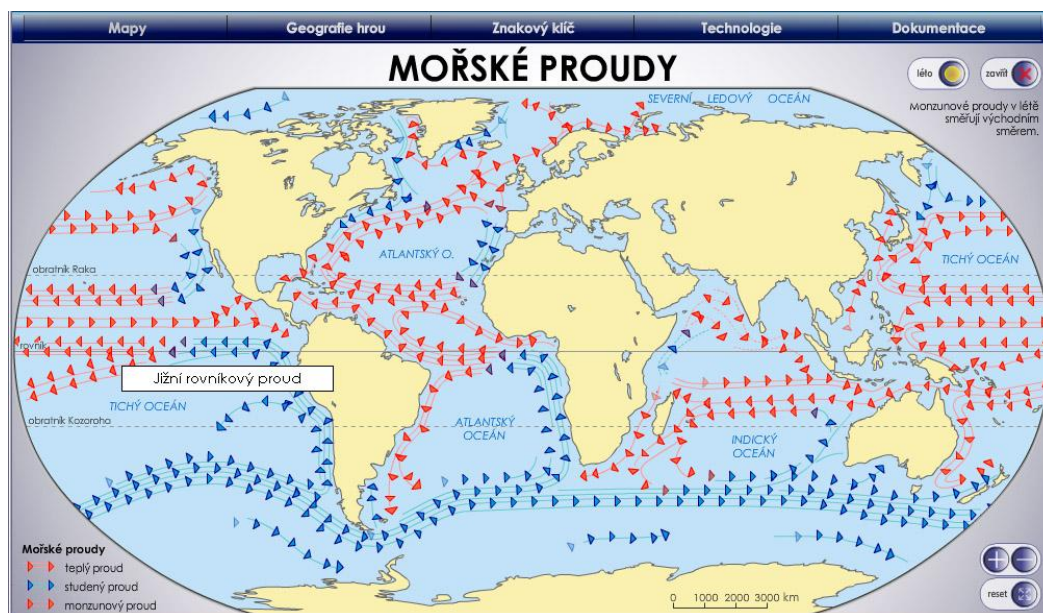 Mapy Geografie hrou Znakový klíč Technologie Dokumentace
MOŘSKÉ PROUDY
léto
zavřít
Monzunové proudy v létě
směřují východním
směrem.
SEVERNÍ LEDOVÝ OCEÁN
ATLANTSKÝ O.
TICHÝ OCEÁN
obratník Raka
rovník
Jižní rovníkový proud
TICHÝ OCEÁN
obratník Kozoroha
ATLANTSKÝ
OCEÁN
INDICKÝ
OCEÁN
Mořské proudy
teplý proud
studený proud
monzunový proud
0 1000 2000 3000 km
reset